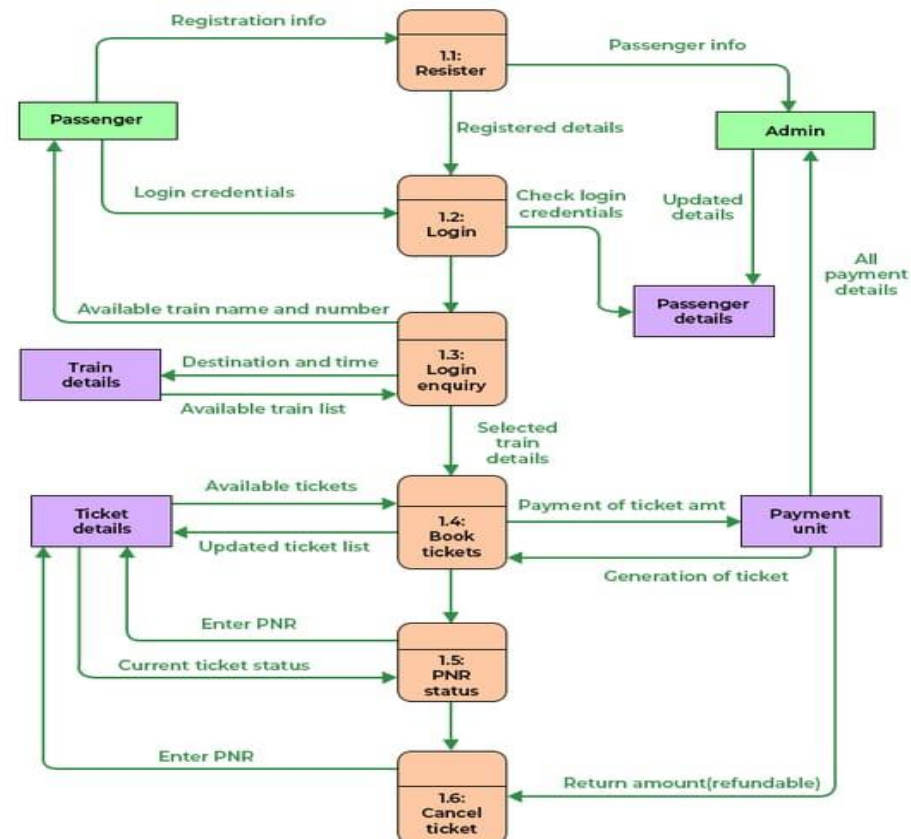 Registration info
1.1:
Resister
Passenger info
Passenger
Admin
Registered details
Login credentials
1.2:
Login
Check login
credentials
Updated
details
All
payment
details
Available train name and number
Passenger
details
1.3:
Login
enquiry
Train
details
Destination and time
Available train list
Selected
train
details
Available tickets
Ticket
details
Updated ticket list
1.4:
Book
tickets
Payment of ticket amt
Payment
unit
Generation of ticket
Enter PNR
Current ticket status
1.5:
PNR
status
Enter PNR
1.6:
Cancel
ticket
Return amount(refundable)